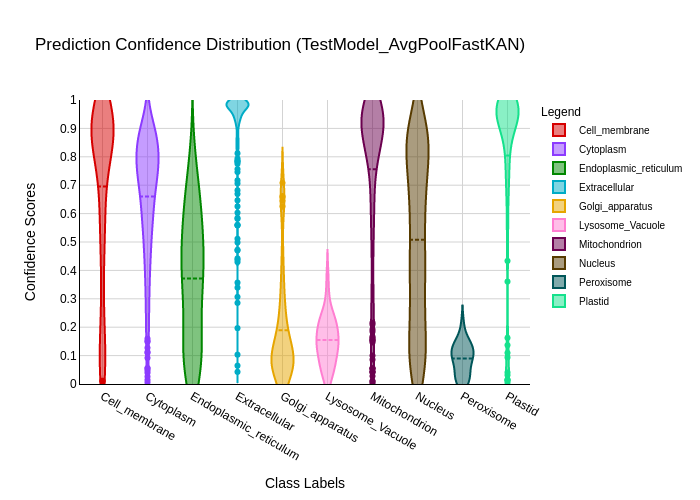 Prediction Confidence Distribution (TestModel_AvgPoolFastKAN)
Confidence Scores
1
0.9
0.8
0.7
0.6
0.5
0.4
0.3
0.2
0.1
0
Cell_membrane
Cytoplasm
Endoplasmic_reticulum
Extracellular
Golgi_apparatus
Lysosome_Vacuole
Mitochondrion
Nucleus
Peroxisome
Plastid
Class Labels
Legend
Cell_membrane
Cytoplasm
Endoplasmic_reticulum
Extracellular
Golgi_apparatus
Lysosome_Vacuole
Mitochondrion
Nucleus
Peroxisome
Plastid